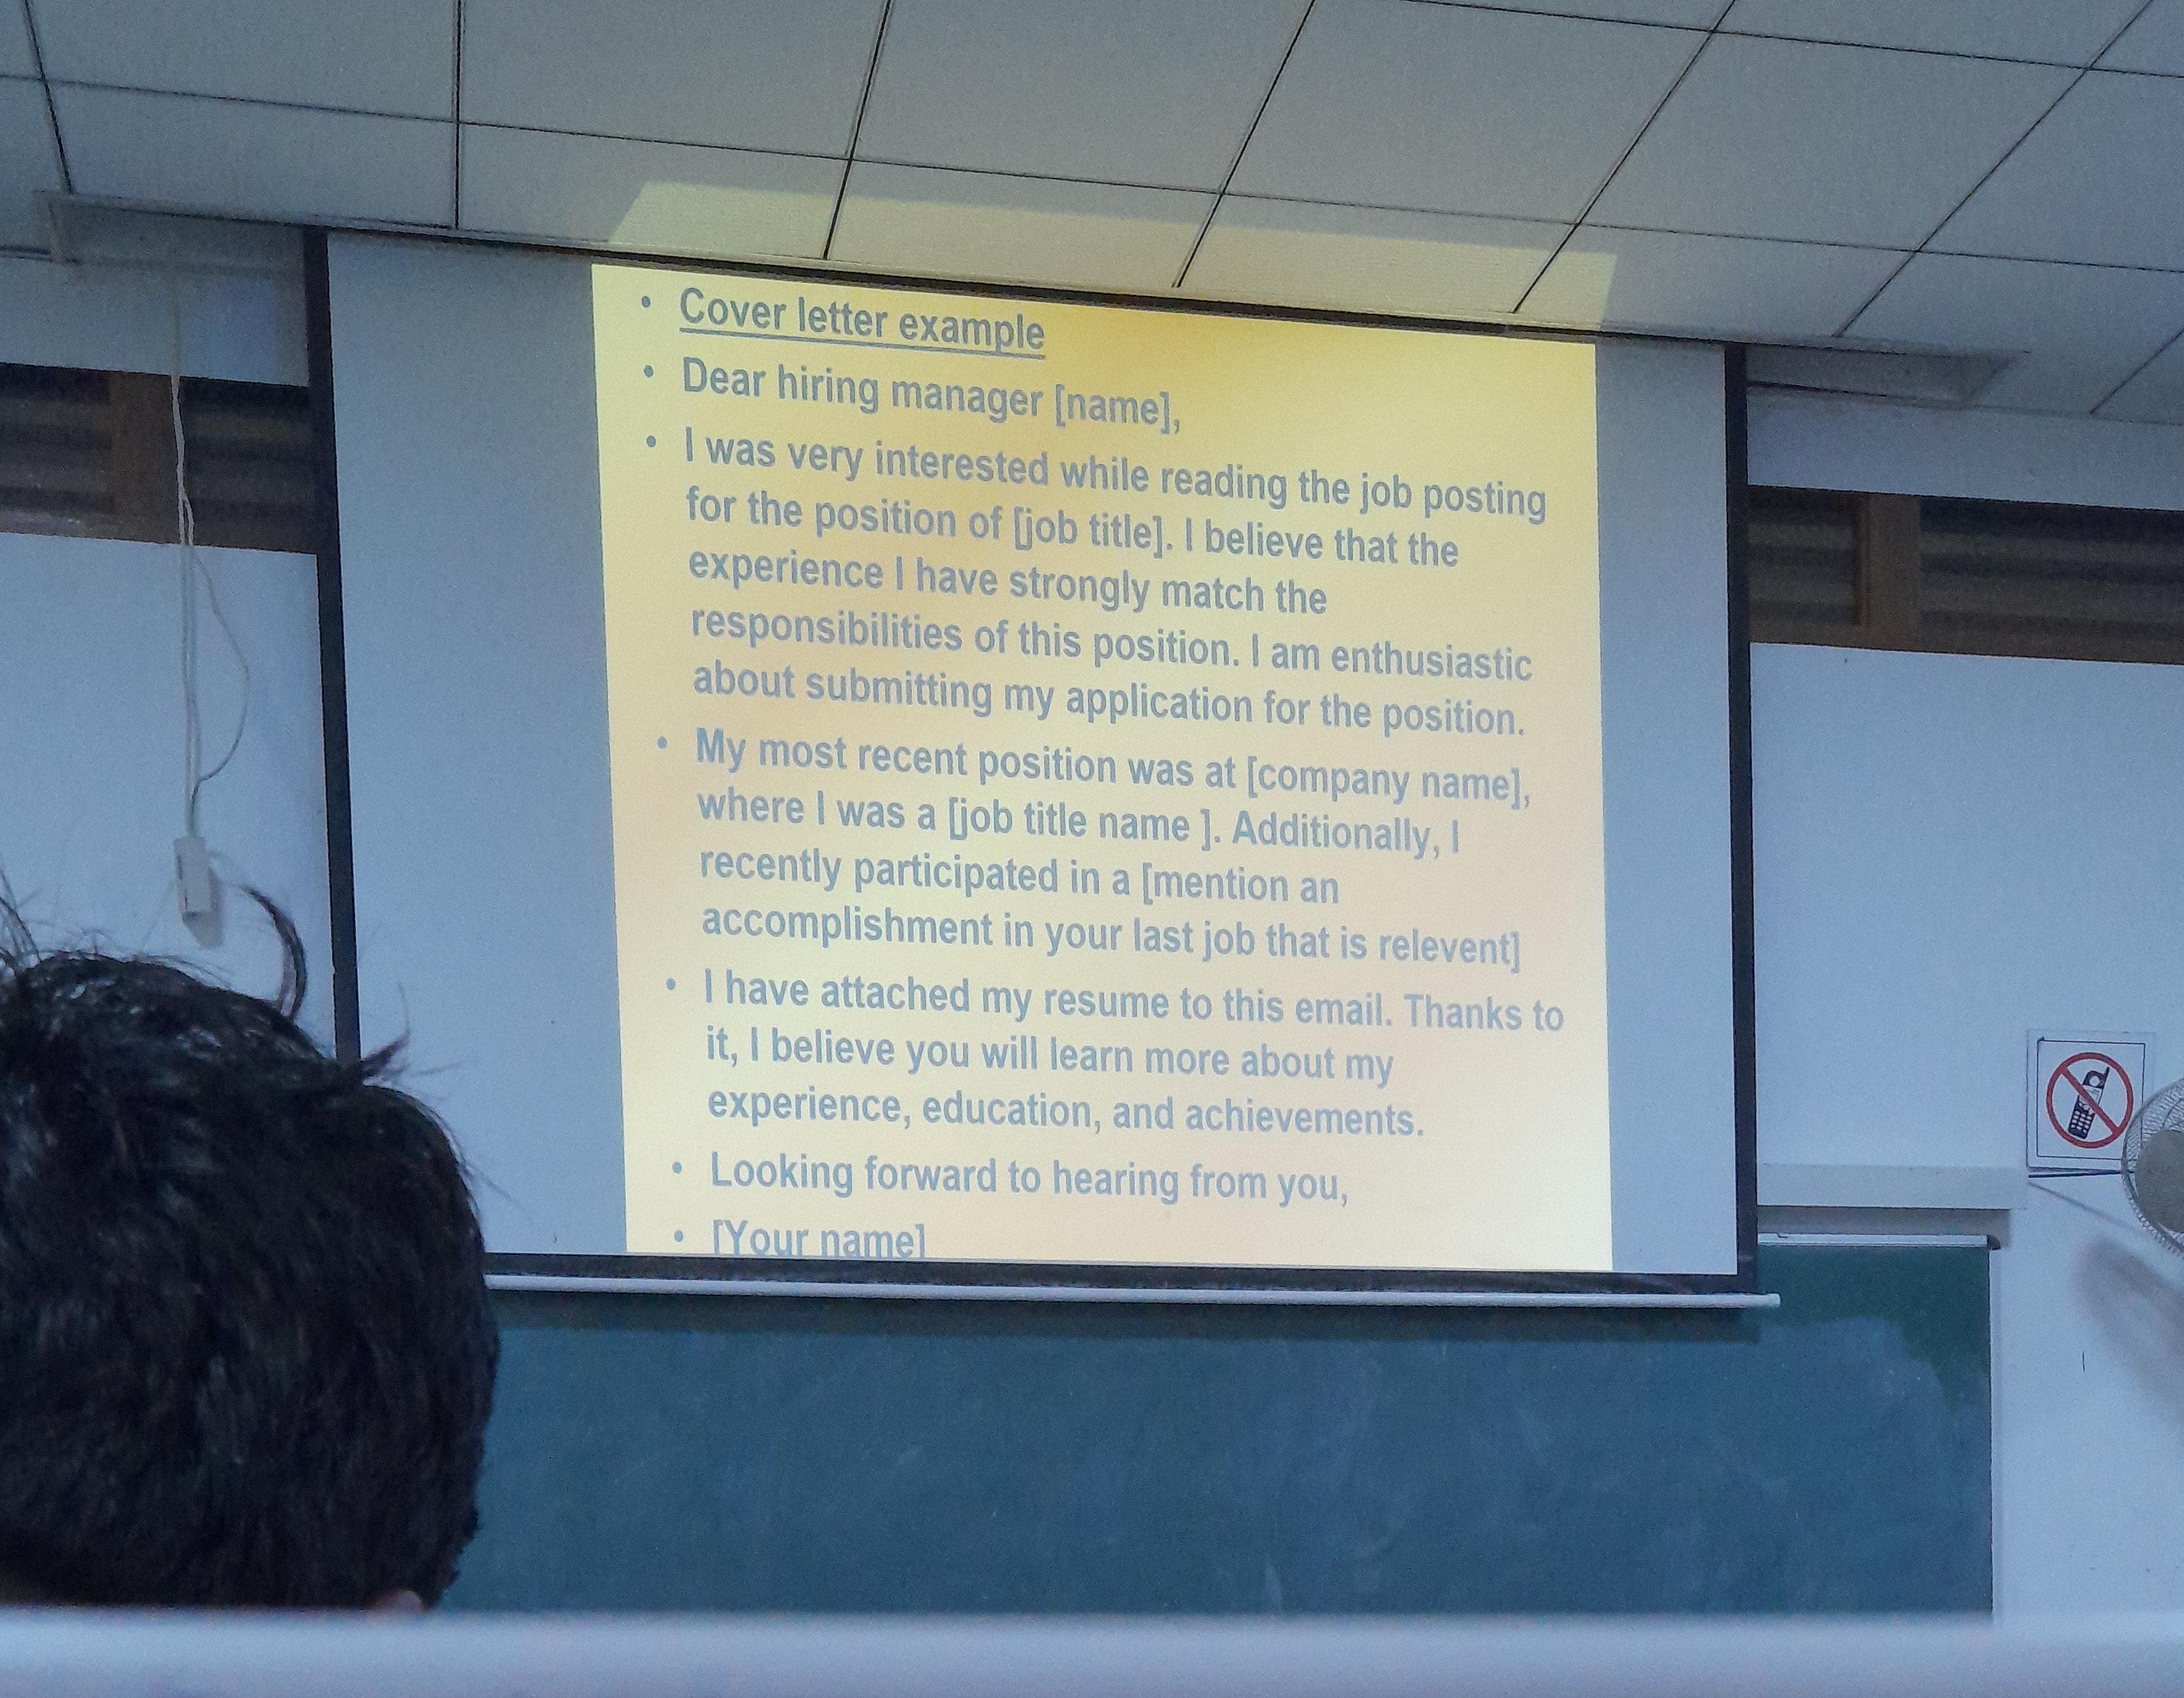 • Cover letter example
• Dear hiring manager [name],
• I was very interested while reading the job posting
for the position of [job title]. I believe that the
experience I have strongly match the
responsibilities of this position. I am enthusiastic
about submitting my application for the position.
• My most recent position was at [company name],
where I was a [job title name ]. Additionally, I
recently participated in a [mention an
accomplishment in your last job that is relevent]
• I have attached my resume to this email. Thanks to
it, I believe you will learn more about my
experience, education, and achievements.
• Looking forward to hearing from you,
• [Your name]